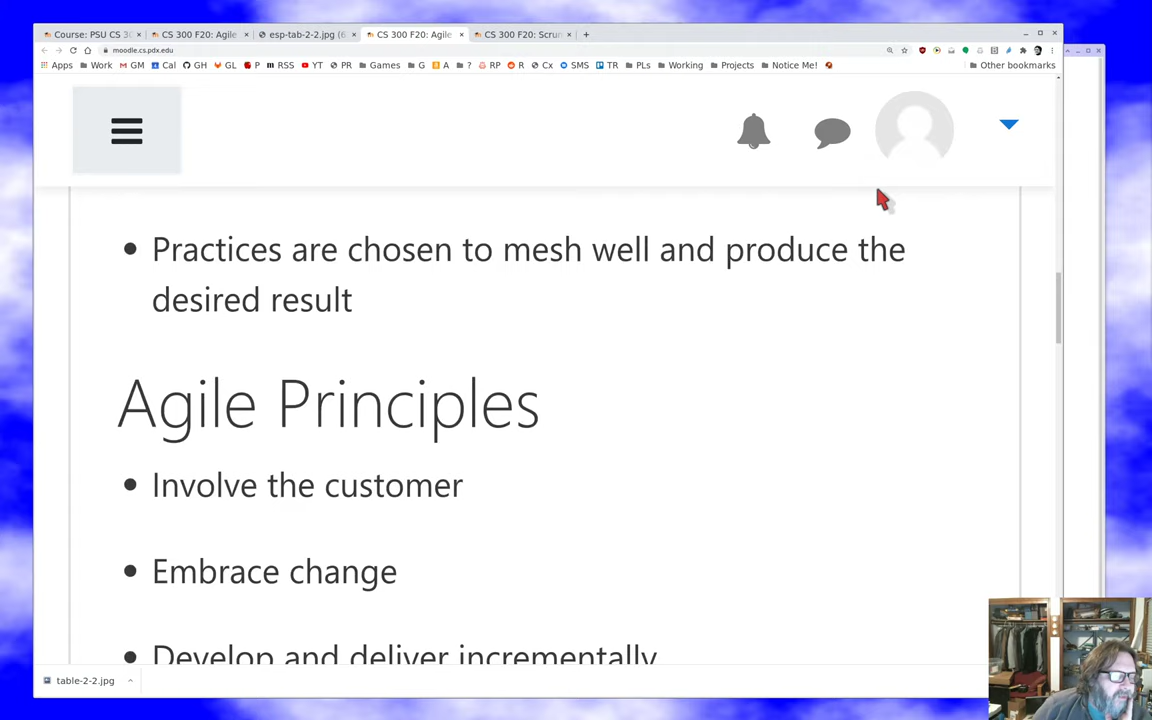 Course: PSU CS 30
CS 300 F20: Agile
esp-tab-2-2.jpg (6
CS 300 F20: Agile
CS 300 F20: Scrun
moodle.cs.pdx.edu
Apps Work GM Cal GH GL P RSS YT PR Games G A ? RP R Cx SMS TR PLs Working Projects Notice Me! Other bookmarks
Practices are chosen to mesh well and produce the
desired result
Agile Principles
Involve the customer
Embrace change
Develop and deliver incrementally
table-2-2.jpg